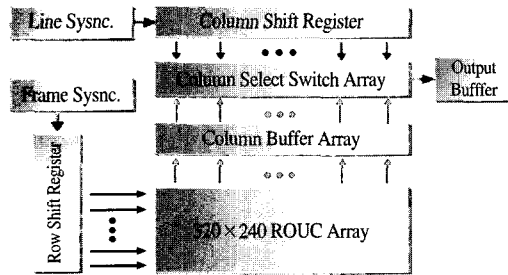 Line Sysnc.
Column Shift Register
Column Select Switch Array
Output
Bufffer
Frame Sysnc.
Column Buffer Array
Row Shift Register
320×240 ROUC Array